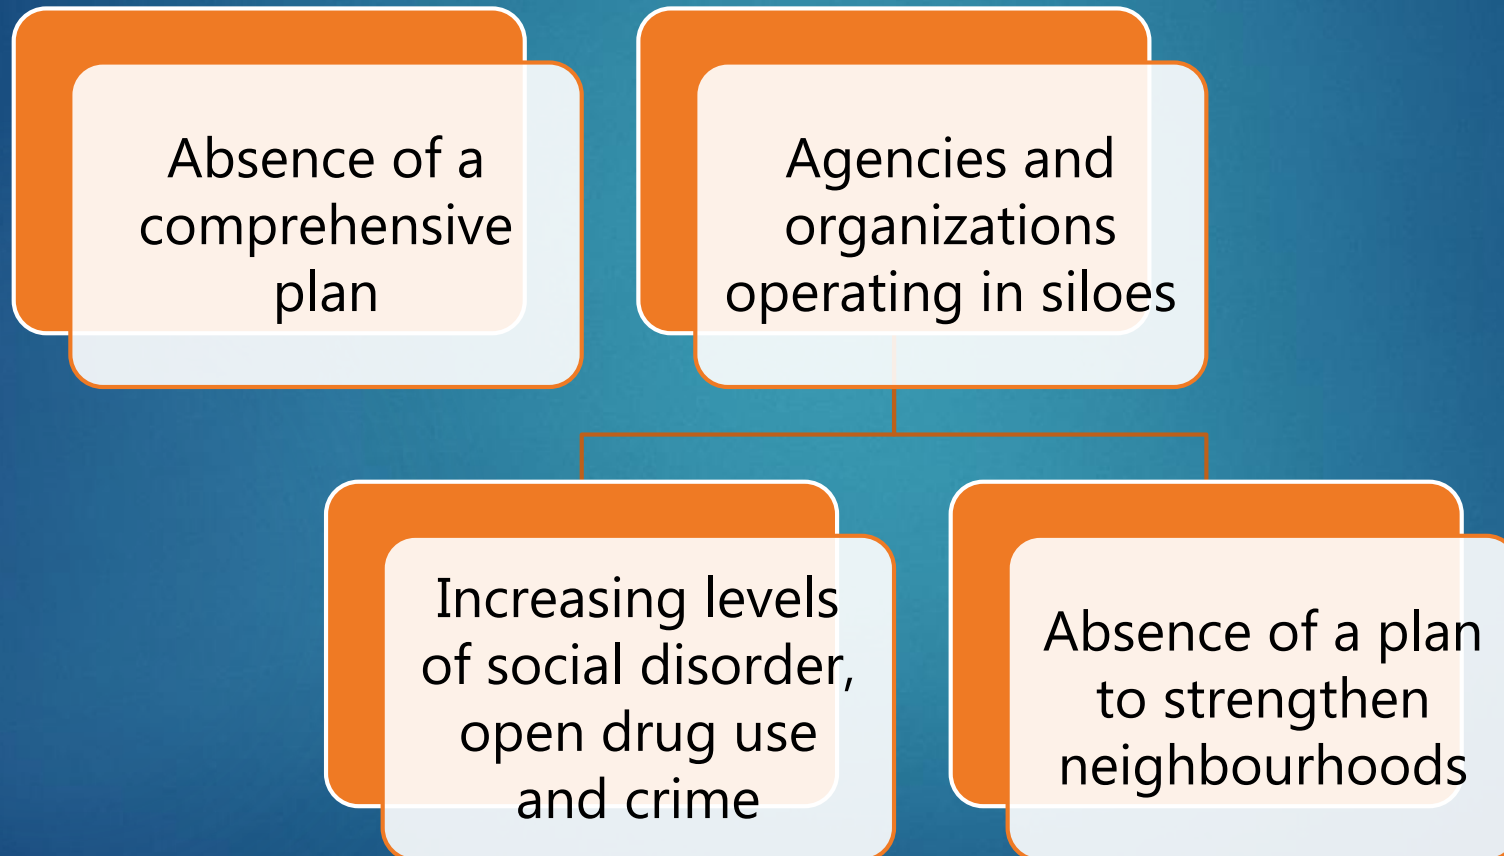 Absence of a
comprehensive
plan
Agencies and
organizations
operating in siloes
Increasing levels
of social disorder,
open drug use
and crime
Absence of a plan
to strengthen
neighbourhoods